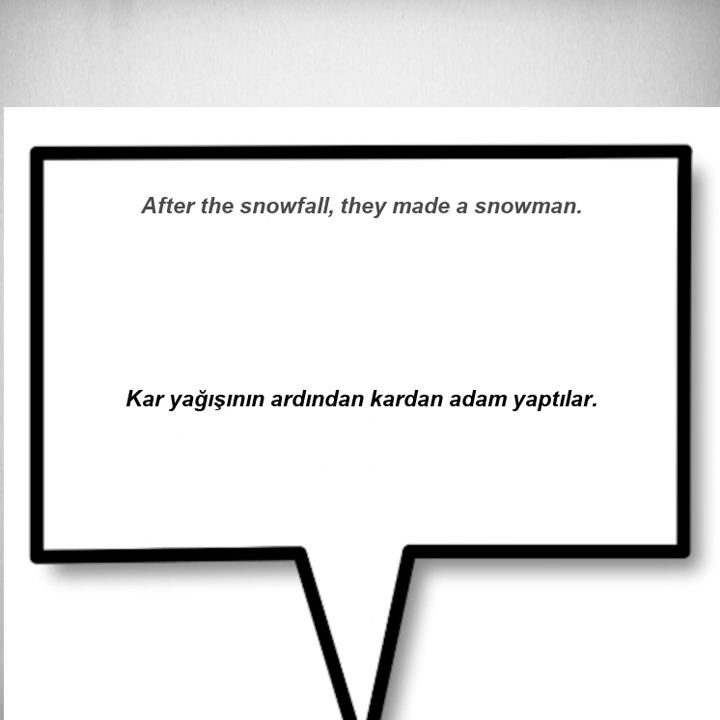 After the snowfall, they made a snowman.
Kar yağışının ardından kardan adam yaptılar.